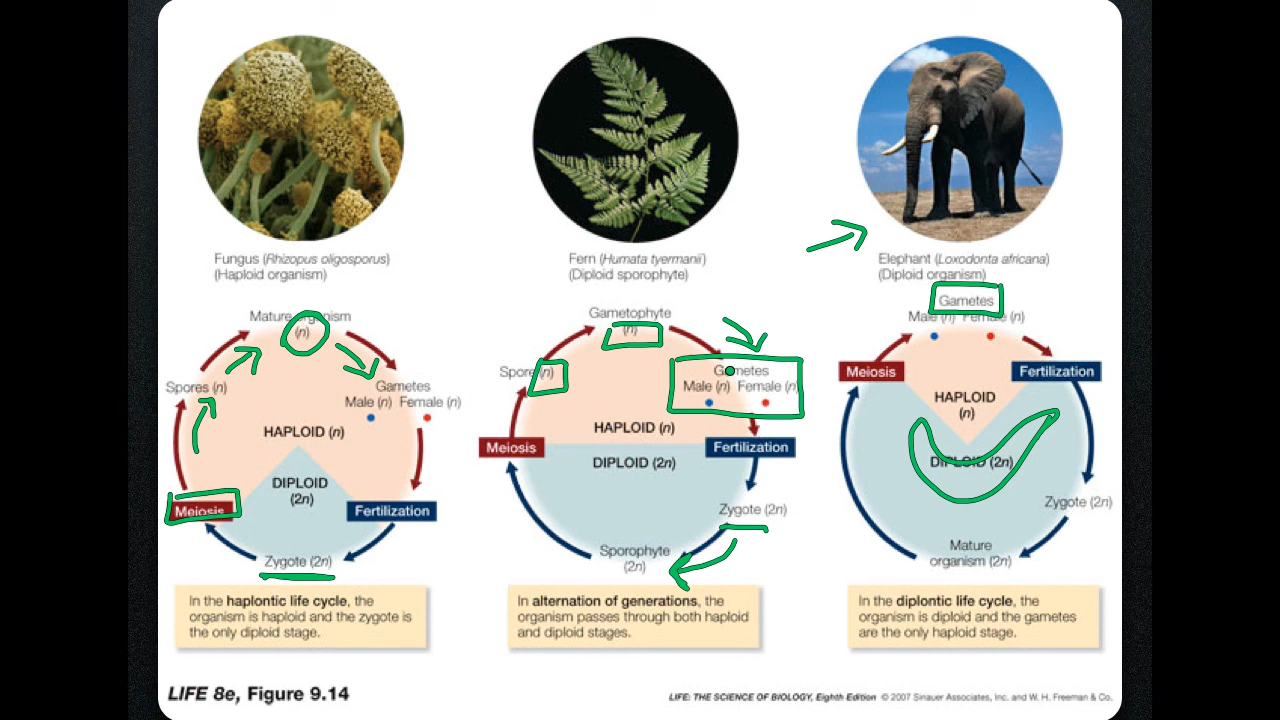 Fungus (Rhizopus oligosporus)
(Haploid organism)
Mature organism
(n)
Spores (n)
Gametes
Male (n) Female (n)
HAPLOID (n)
DIPLOID
(2n)
Meiosis
Fertilization
Zygote (2n)
In the haplontic life cycle, the
organism is haploid and the zygote is
the only diploid stage.
Fern (Humata tyermanii)
(Diploid sporophyte)
Gametophyte
(n)
Spore (n)
Gametes
Male (n) Female (n)
HAPLOID (n)
Meiosis
Fertilization
DIPLOID (2n)
Zygote (2n)
Sporophyte
(2n)
In alternation of generations, the
organism passes through both haploid
and diploid stages.
Elephant (Loxodonta africana)
(Diploid organism)
Gametes
Male (n) Female (n)
Meiosis
Fertilization
HAPLOID
(n)
DIPLOID (2n)
Zygote (2n)
Mature
organism (2n)
In the diplontic life cycle, the
organism is diploid and the gametes
are the only haploid stage.
LIFE 8e, Figure 9.14
LIFE: THE SCIENCE OF BIOLOGY, Eighth Edition © 2007 Sinauer Associates, Inc. and W. H. Freeman & Co.